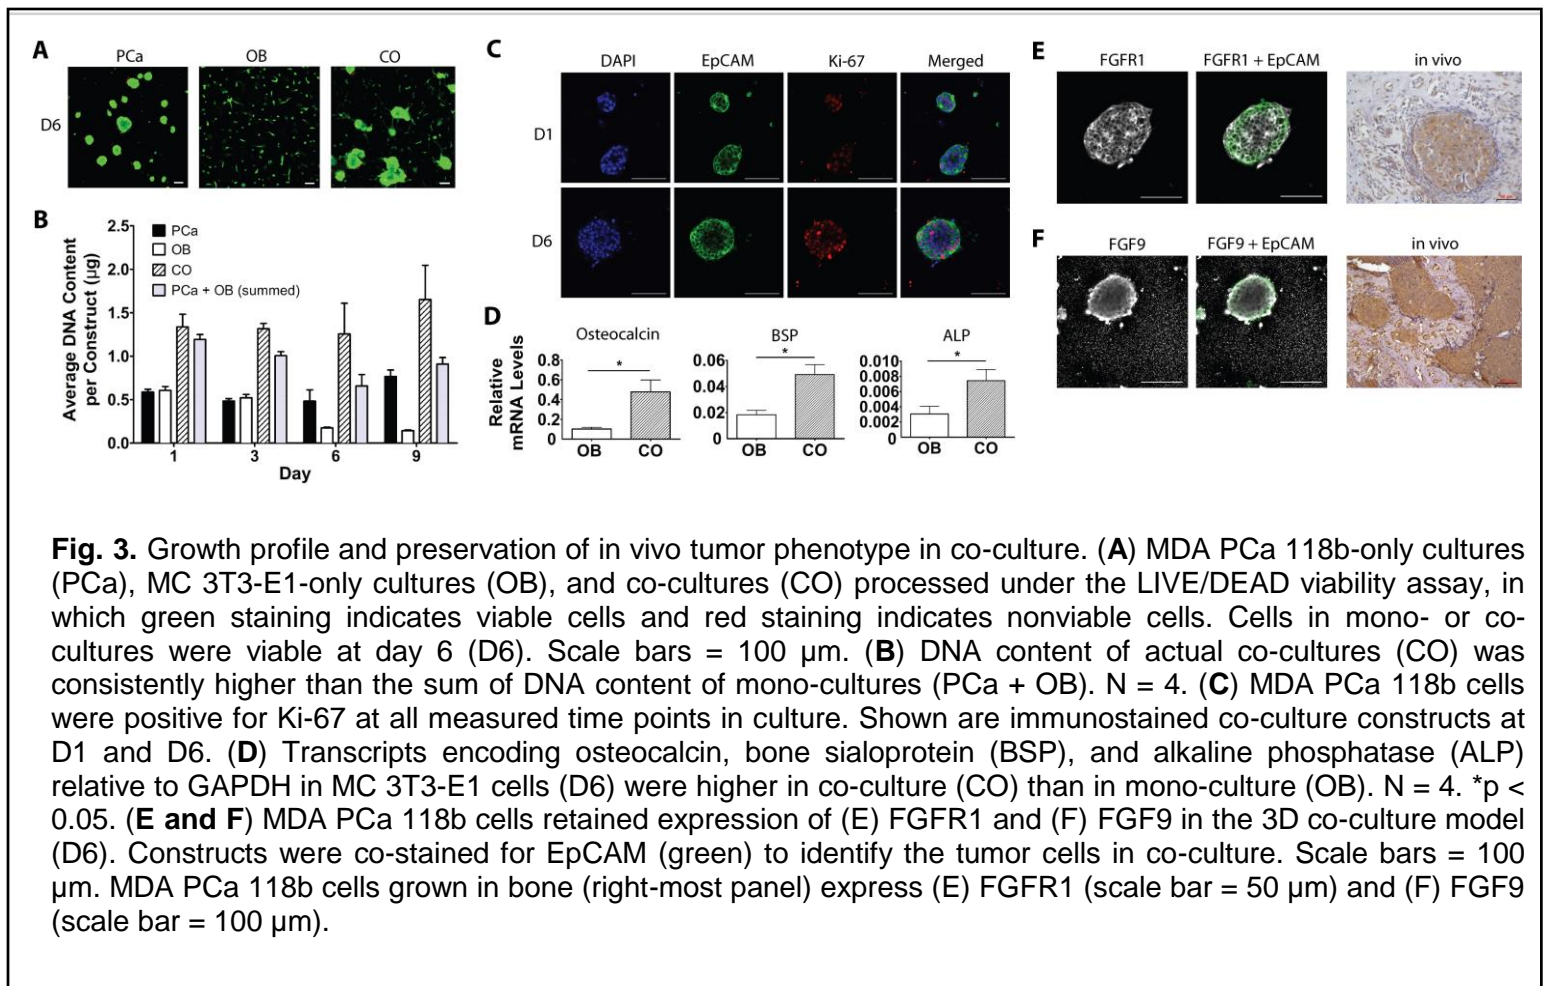 A
PCa
OB
CO
D6
B
Average DNA Content
per Construct (µg)
2.5
2.0
1.5
1.0
0.5
0.0
PCa
OB
CO
PCa + OB (summed)
1
3
6
9
Day
C
DAPI
EpCAM
Ki-67
Merged
D1
D6
D
Relative
mRNA Levels
Osteocalcin
0.8
0.6
0.4
0.2
0
*
OB
CO
BSP
0.06
0.04
0.02
0
*
OB
CO
ALP
0.010
0.008
0.006
0.004
0.002
0
*
OB
CO
E
FGFR1
FGFR1 + EpCAM
in vivo
F
FGF9
FGF9 + EpCAM
in vivo
Fig. 3. Growth profile and preservation of in vivo tumor phenotype in co-culture. (A) MDA PCa 118b-only cultures
(PCa), MC 3T3-E1-only cultures (OB), and co-cultures (CO) processed under the LIVE/DEAD viability assay, in
which green staining indicates viable cells and red staining indicates nonviable cells. Cells in mono- or co-
cultures were viable at day 6 (D6). Scale bars = 100 µm. (B) DNA content of actual co-cultures (CO) was
consistently higher than the sum of DNA content of mono-cultures (PCa + OB). N = 4. (C) MDA PCa 118b cells
were positive for Ki-67 at all measured time points in culture. Shown are immunostained co-culture constructs at
D1 and D6. (D) Transcripts encoding osteocalcin, bone sialoprotein (BSP), and alkaline phosphatase (ALP)
relative to GAPDH in MC 3T3-E1 cells (D6) were higher in co-culture (CO) than in mono-culture (OB). N = 4. *p <
0.05. (E and F) MDA PCa 118b cells retained expression of (E) FGFR1 and (F) FGF9 in the 3D co-culture model
(D6). Constructs were co-stained for EpCAM (green) to identify the tumor cells in co-culture. Scale bars = 100
µm. MDA PCa 118b cells grown in bone (right-most panel) express (E) FGFR1 (scale bar = 50 µm) and (F) FGF9
(scale bar = 100 µm).